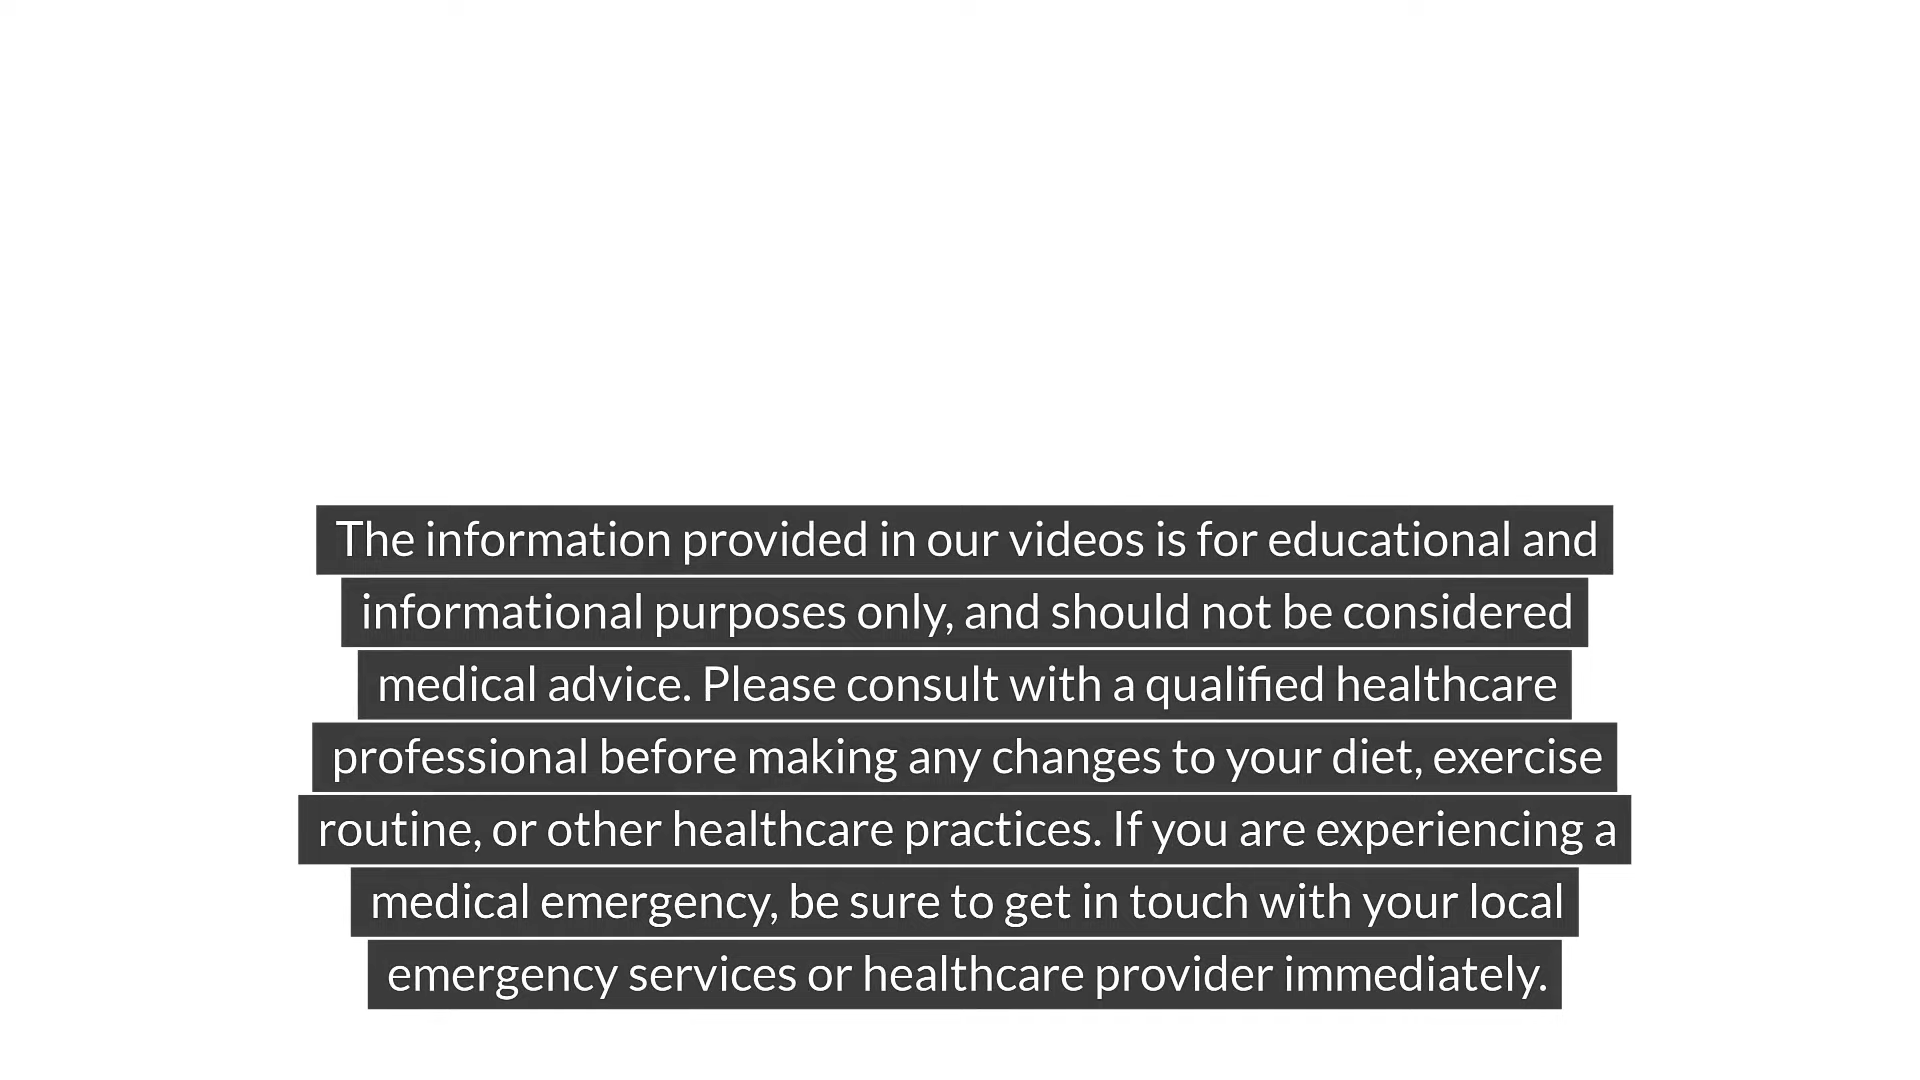 The information provided in our videos is for educational and
informational purposes only, and should not be considered
medical advice. Please consult with a qualified healthcare
professional before making any changes to your diet, exercise
routine, or other healthcare practices. If you are experiencing a
medical emergency, be sure to get in touch with your local
emergency services or healthcare provider immediately.